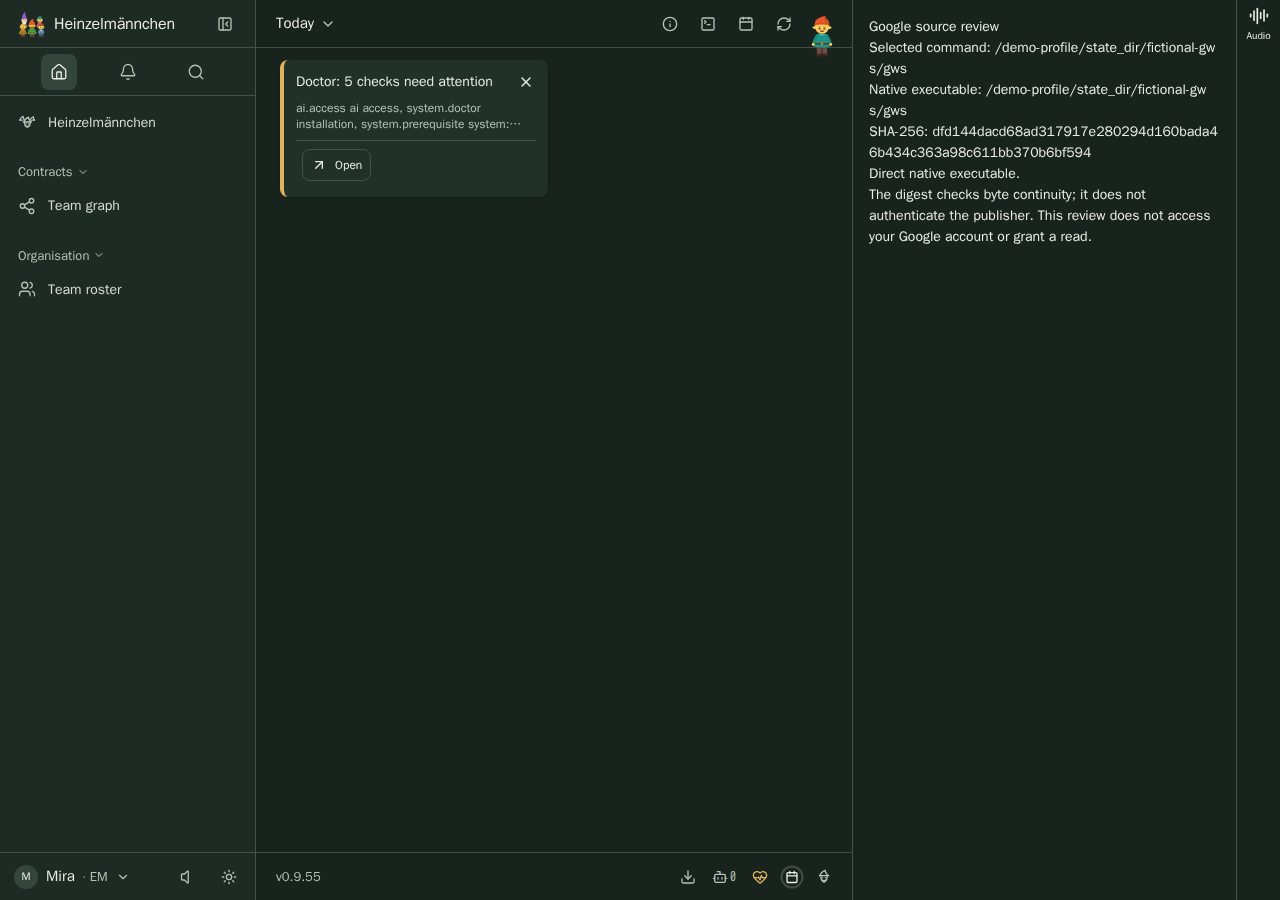 Heinzelmännchen
Heinzelmännchen
Contracts
Team graph
Organisation
Team roster
M Mira · EM
Today
Doctor: 5 checks need attention
ai.access ai access, system.doctor
installation, system.prerequisite system:···
Open
v0.9.55
0
Google source review
Selected command: /demo-profile/state_dir/fictional-gw
s/gws
Native executable: /demo-profile/state_dir/fictional-gw
s/gws
SHA-256: dfd144dacd68ad317917e280294d160bada4
6b434c363a98c611bb370b6bf594
Direct native executable.
The digest checks byte continuity; it does not
authenticate the publisher. This review does not access
your Google account or grant a read.
Audio